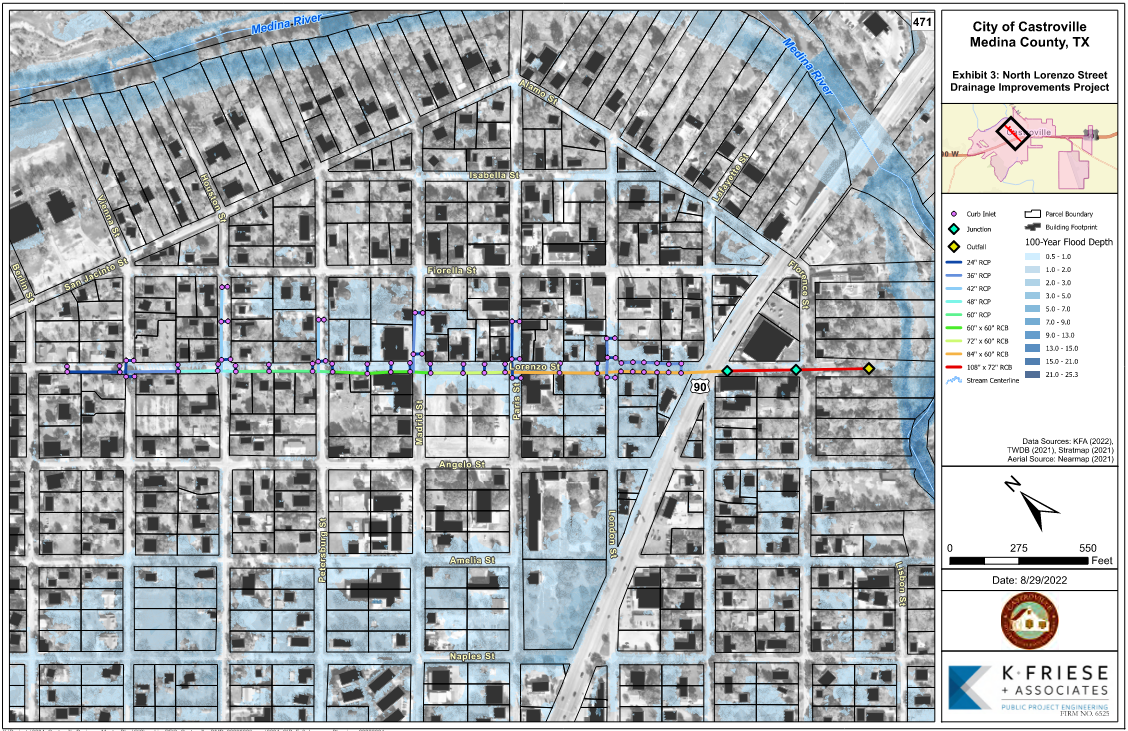 Medina River
Medina River
471
Alamo St
Isabella St
Lafayette St
Houston St
Vienna St
San Jacinto St
Berlin St
Fiorella St
Florence St
Lorenzo St
90
Madrid St
Paris St
Angelo St
London St
Petersburg St
Amelia St
Lisbon St
Naples St
City of Castroville
Medina County, TX
Exhibit 3: North Lorenzo Street
Drainage Improvements Project
Castroville
90 W
Curb Inlet
Junction
Outfall
24" RCP
36" RCP
42" RCP
48" RCP
60" RCP
60" x 60" RCB
72" x 60" RCB
84" x 60" RCB
108" x 72" RCB
Stream Centerline
Parcel Boundary
Building Footprint
100-Year Flood Depth
0.5 - 1.0
1.0 - 2.0
2.0 - 3.0
3.0 - 5.0
5.0 - 7.0
7.0 - 9.0
9.0 - 13.0
13.0 - 15.0
15.0 - 21.0
21.0 - 25.3
Data Sources: KFA (2022),
TWDB (2021), Stratmap (2021)
Aerial Source: Nearmap (2021)
N
0 275 550
Feet
Date: 8/29/2022
CASTROVILLE
K·FRIESE
+ ASSOCIATES
PUBLIC PROJECT ENGINEERING
FIRM NO. 6525